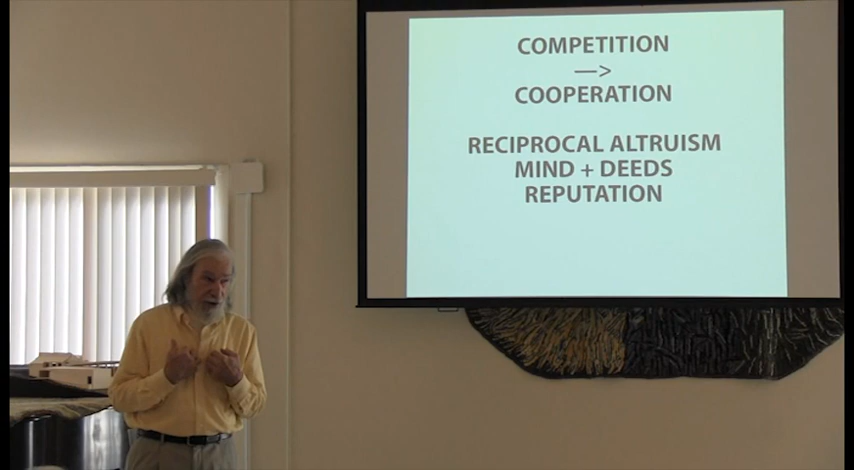 COMPETITION
—>
COOPERATION
RECIPROCAL ALTRUISM
MIND + DEEDS
REPUTATION